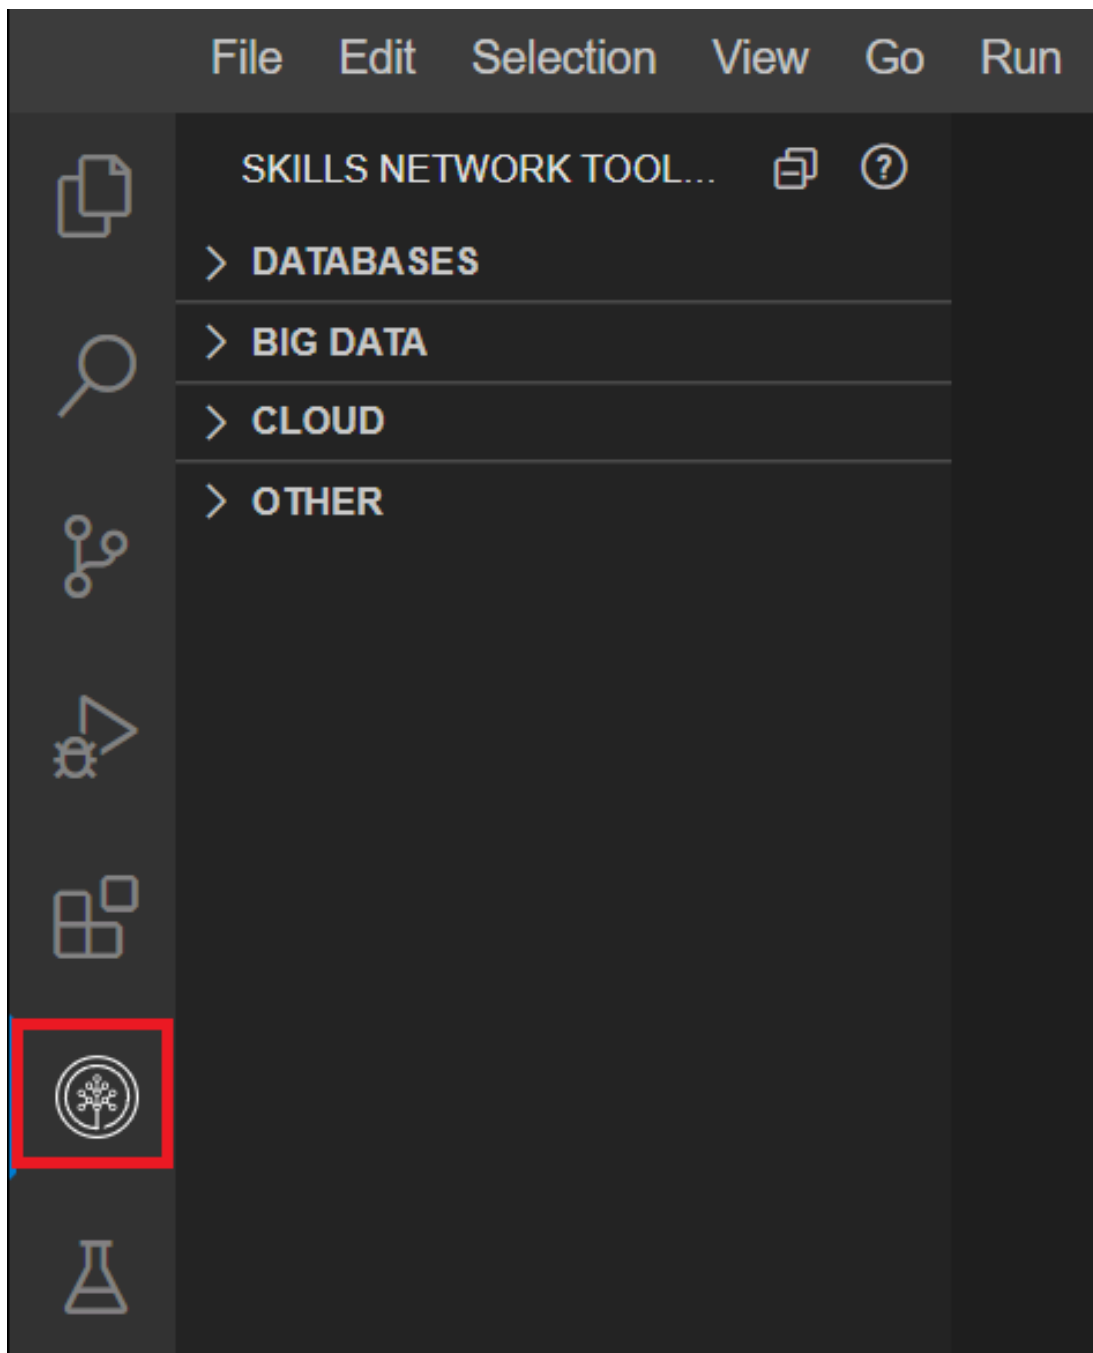 File Edit Selection View Go Run
SKILLS NETWORK TOOL...
DATABASES
BIG DATA
CLOUD
OTHER